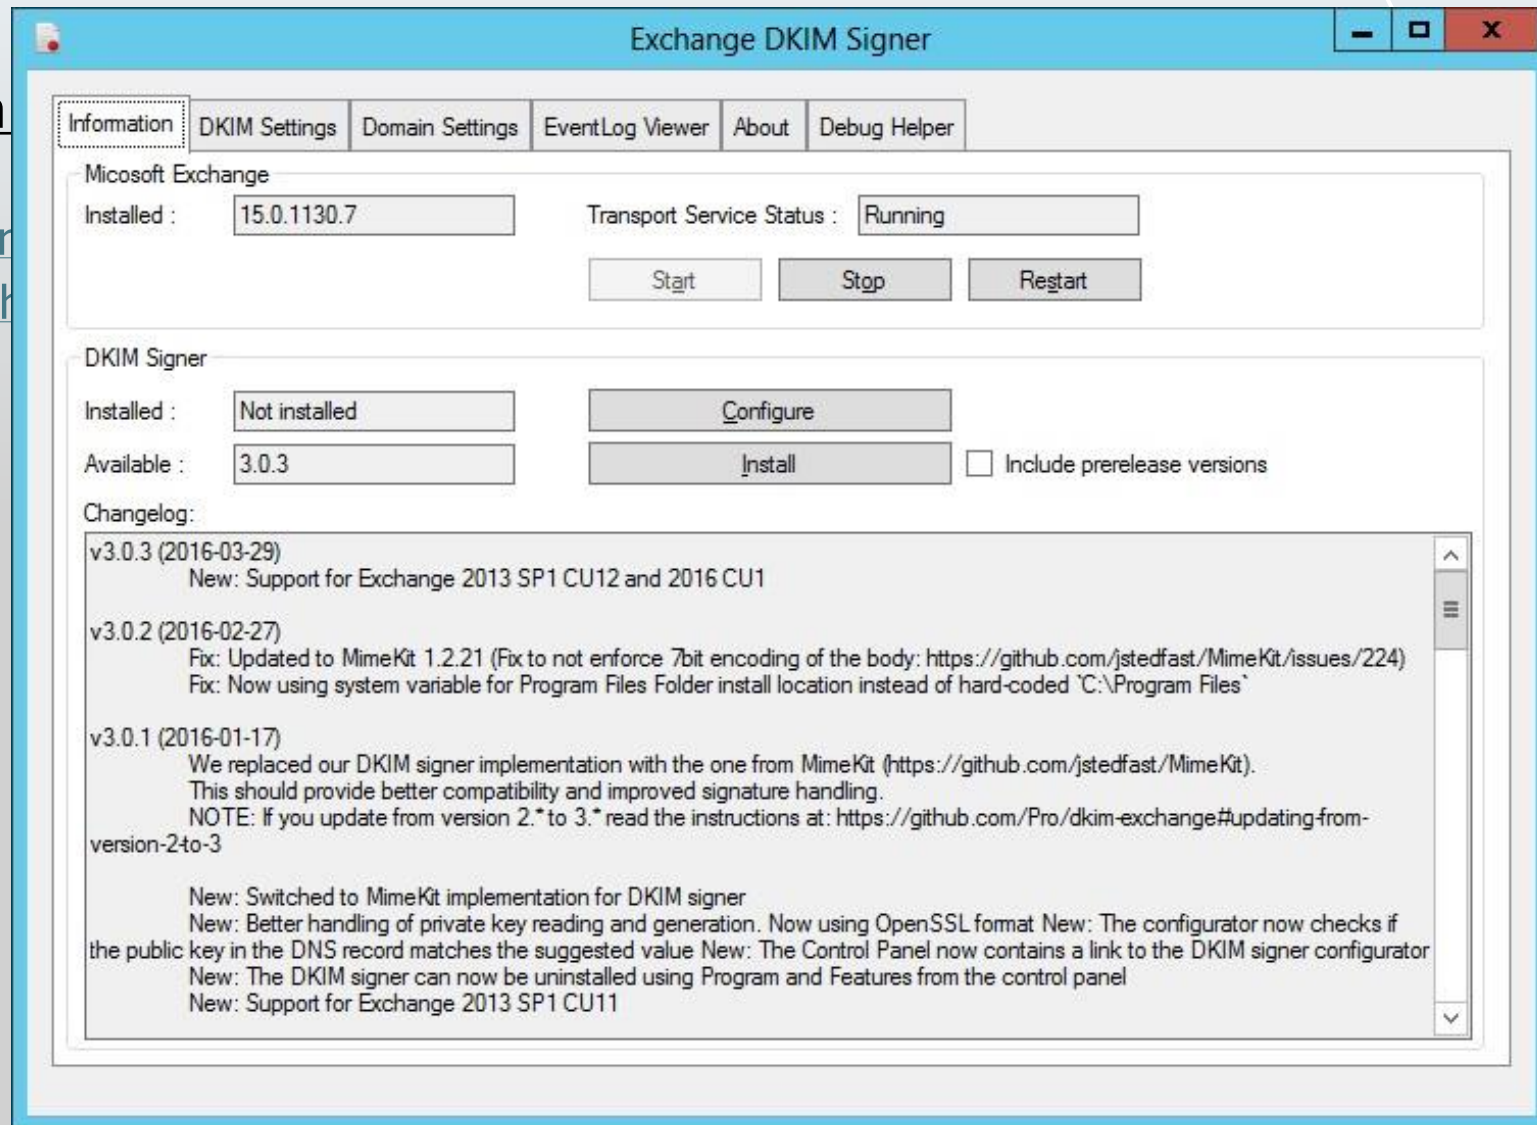 Exchange DKIM Signer
Information DKIM Settings Domain Settings EventLog Viewer About Debug Helper
Micosoft Exchange
Installed : 15.0.1130.7 Transport Service Status : Running
Start Stop Restart
DKIM Signer
Installed : Not installed Configure
Available : 3.0.3 Install Include prerelease versions
Changelog:
v3.0.3 (2016-03-29)
New: Support for Exchange 2013 SP1 CU12 and 2016 CU1
v3.0.2 (2016-02-27)
Fix: Updated to MimeKit 1.2.21 (Fix to not enforce 7bit encoding of the body: https://github.com/jstedfast/MimeKit/issues/224)
Fix: Now using system variable for Program Files Folder install location instead of hard-coded `C:\Program Files`
v3.0.1 (2016-01-17)
We replaced our DKIM signer implementation with the one from MimeKit (https://github.com/jstedfast/MimeKit).
This should provide better compatibility and improved signature handling.
NOTE: If you update from version 2.* to 3.* read the instructions at: https://github.com/Pro/dkim-exchange#updating-from-
version-2-to-3
New: Switched to MimeKit implementation for DKIM signer
New: Better handling of private key reading and generation. Now using OpenSSL format New: The configurator now checks if
the public key in the DNS record matches the suggested value New: The Control Panel now contains a link to the DKIM signer configurator
New: The DKIM signer can now be uninstalled using Program and Features from the control panel
New: Support for Exchange 2013 SP1 CU11